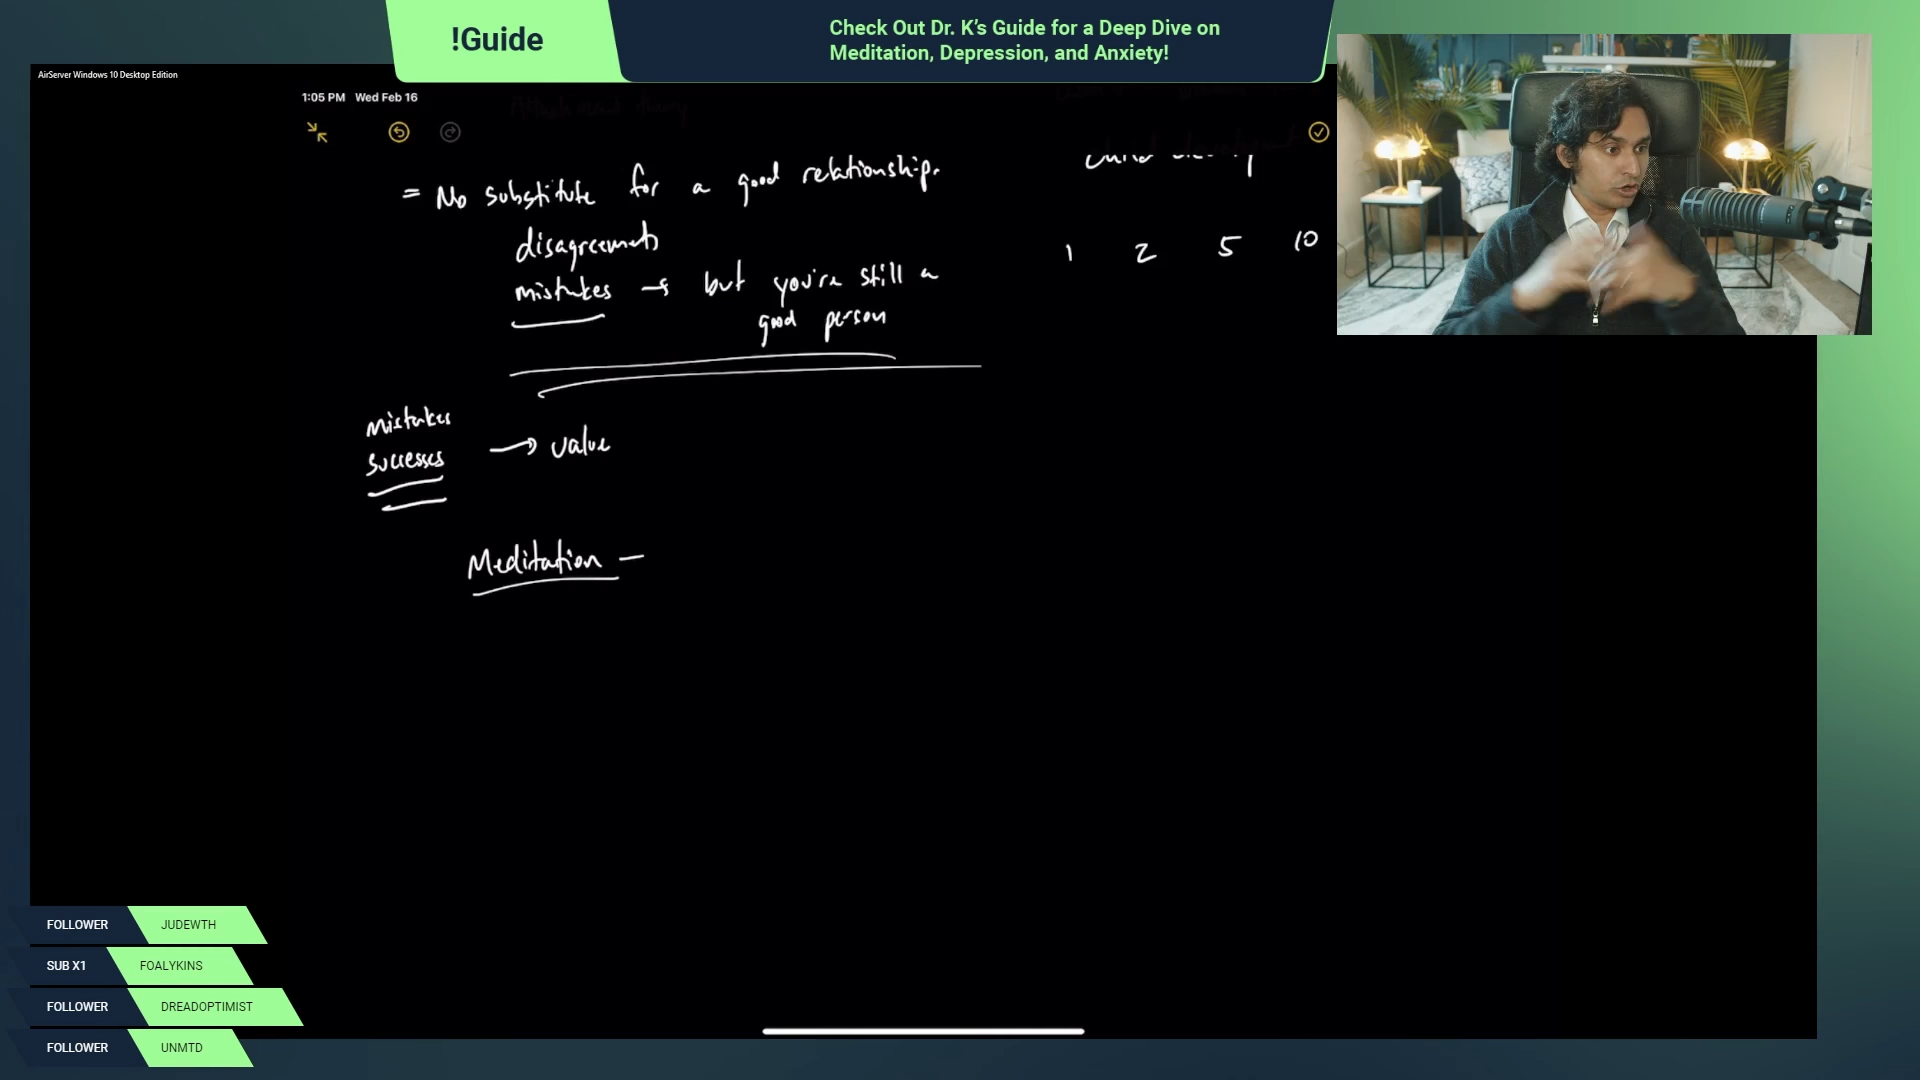 !Guide
Check Out Dr. K's Guide for a Deep Dive on
Meditation, Depression, and Anxiety!
AirServer Windows 10 Desktop Edition
1:05 PM Wed Feb 16
= No substitute for a good relationship.
disagreements
mistakes → but you're still a
good person
1 2 5 10
mistakes
successes → value
Meditation –
FOLLOWER JUDEWTH
SUB X1 FOALYKINS
FOLLOWER DREADOPTIMIST
FOLLOWER UNMTD